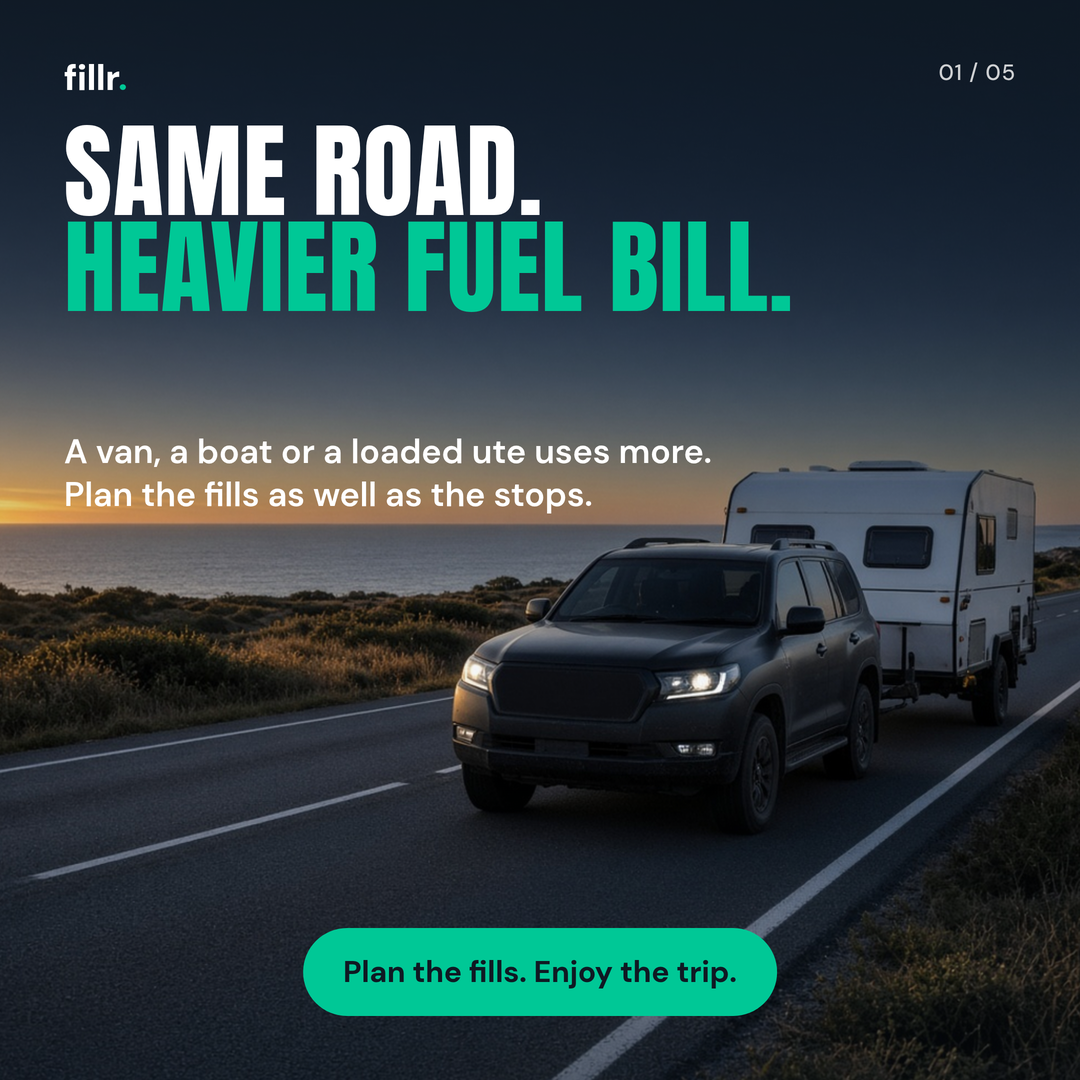 fillr.
01 / 05
SAME ROAD.
HEAVIER FUEL BILL.
A van, a boat or a loaded ute uses more.
Plan the fills as well as the stops.
Plan the fills. Enjoy the trip.